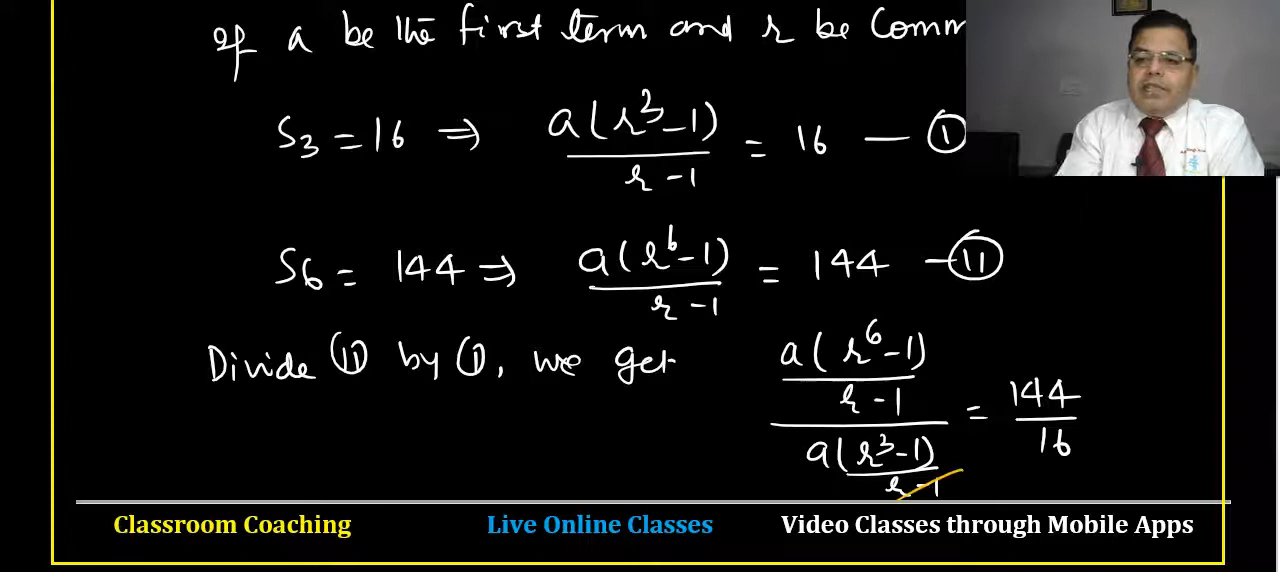 If a be the first term and r be Comm
S₃ = 16 ⇒ a(r³-1)/(r-1) = 16 — (I)
S₆ = 144 ⇒ a(r⁶-1)/(r-1) = 144 — (II)
Divide (II) by (I), we get (a(r⁶-1)/(r-1))/(a(r³-1)/(r-1)) = 144/16
Classroom Coaching Live Online Classes Video Classes through Mobile Apps